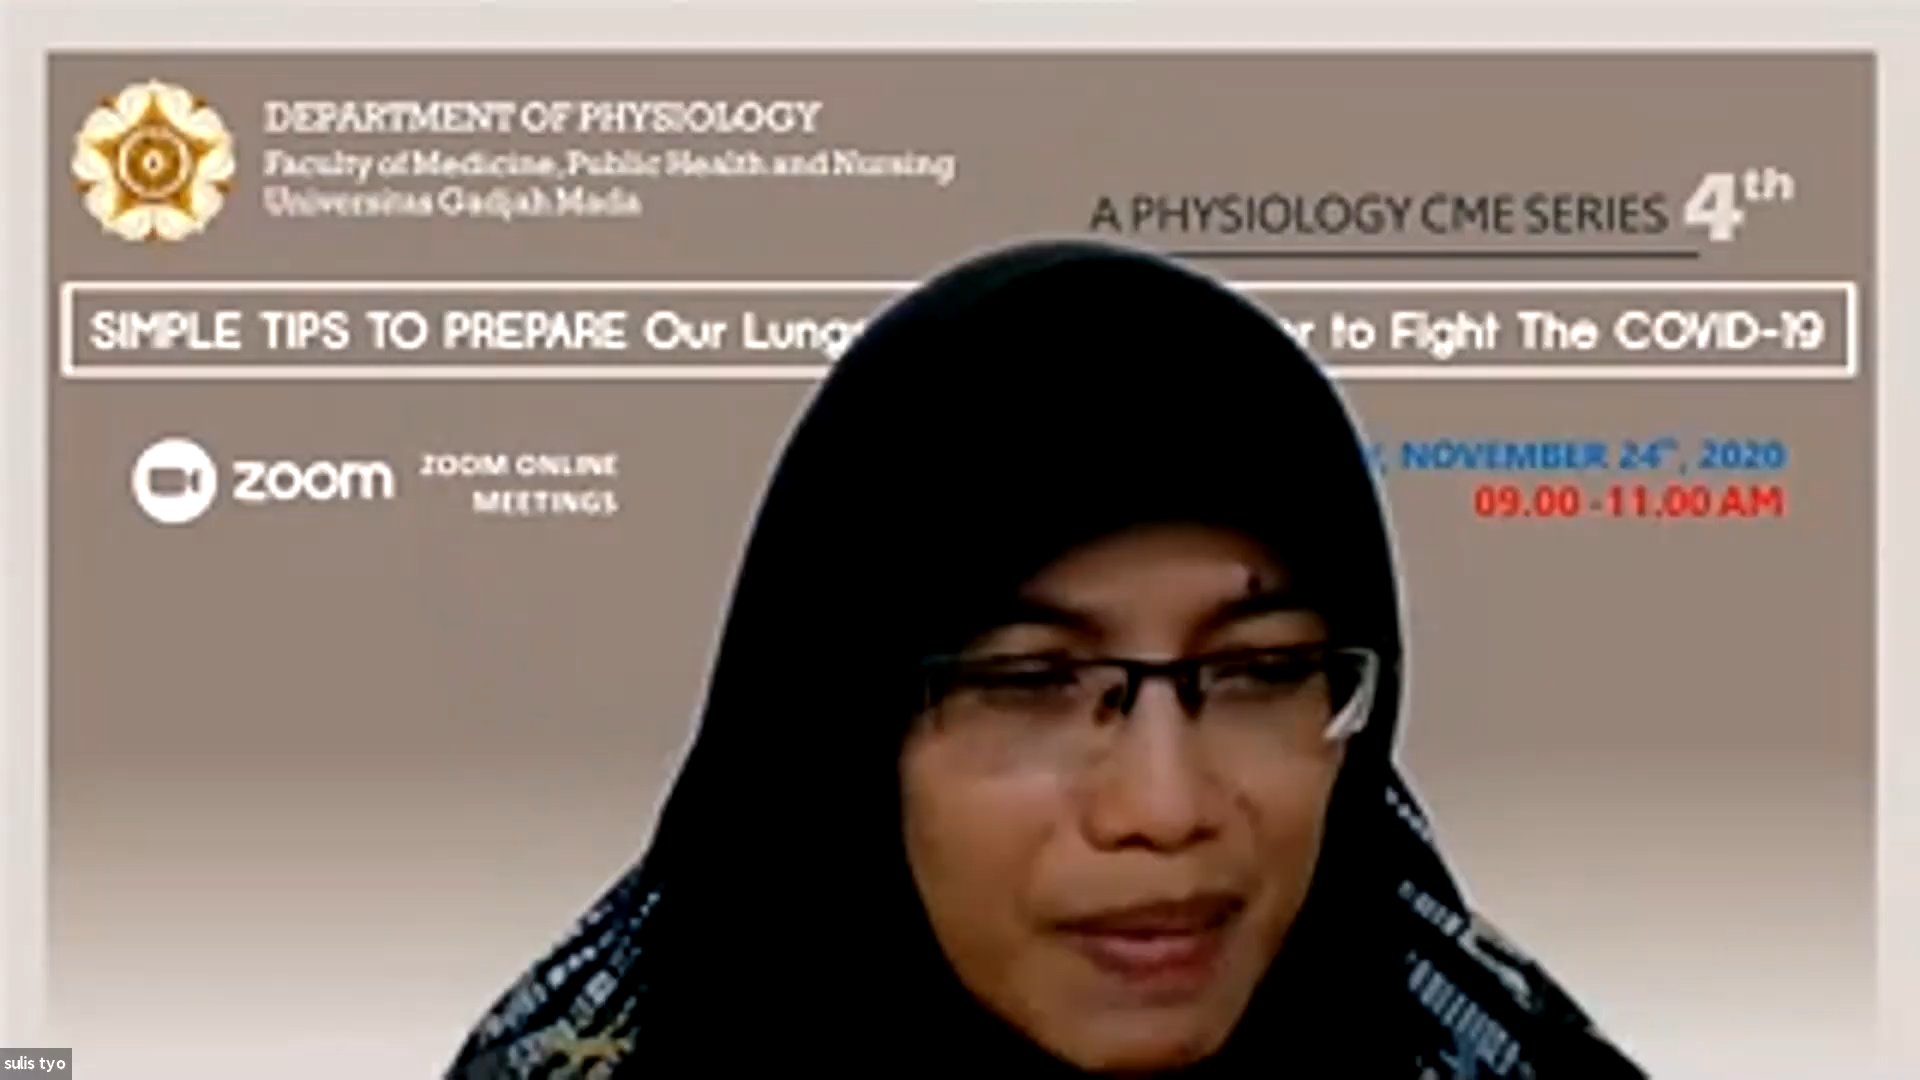 DEPARTMENT OF PHYSIOLOGY
Faculty of Medicine, Public Health and Nursing
Universitas Gadjah Mada
A PHYSIOLOGY CME SERIES 4th
SIMPLE TIPS TO PREPARE Our Lungs to Fight The COVID-19
zoom
ZOOM ONLINE
MEETINGS
NOVEMBER 24th, 2020
09.00 - 11.00 AM
sulis tyo